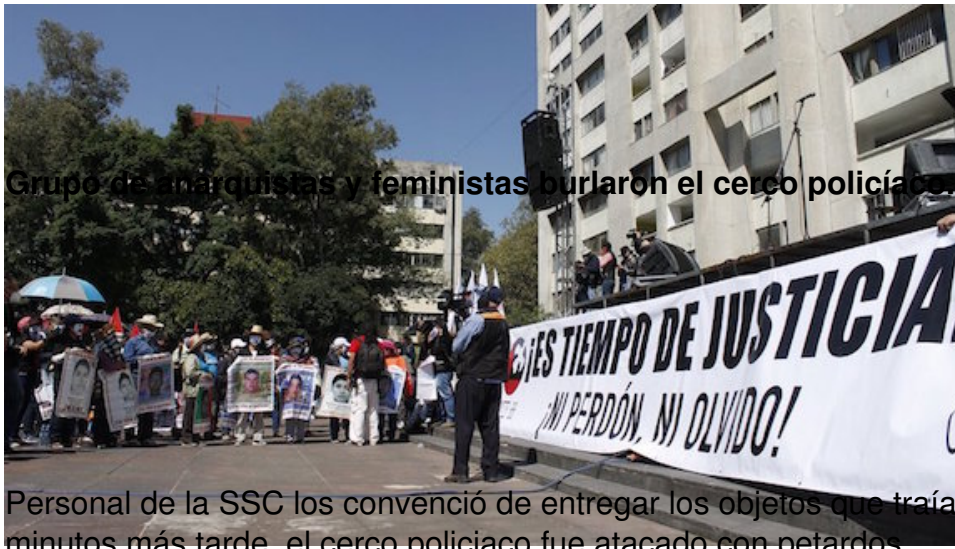 Grupo de anarquistas y feministas burlaron el cerco policíaco.
¡ES TIEMPO DE JUSTICIA
¡NI PERDÓN, NI OLVIDO!
Personal de la SSC los convenció de entregar los objetos que traía
minutos más tarde, el cerco policiaco fue atacado con petardos